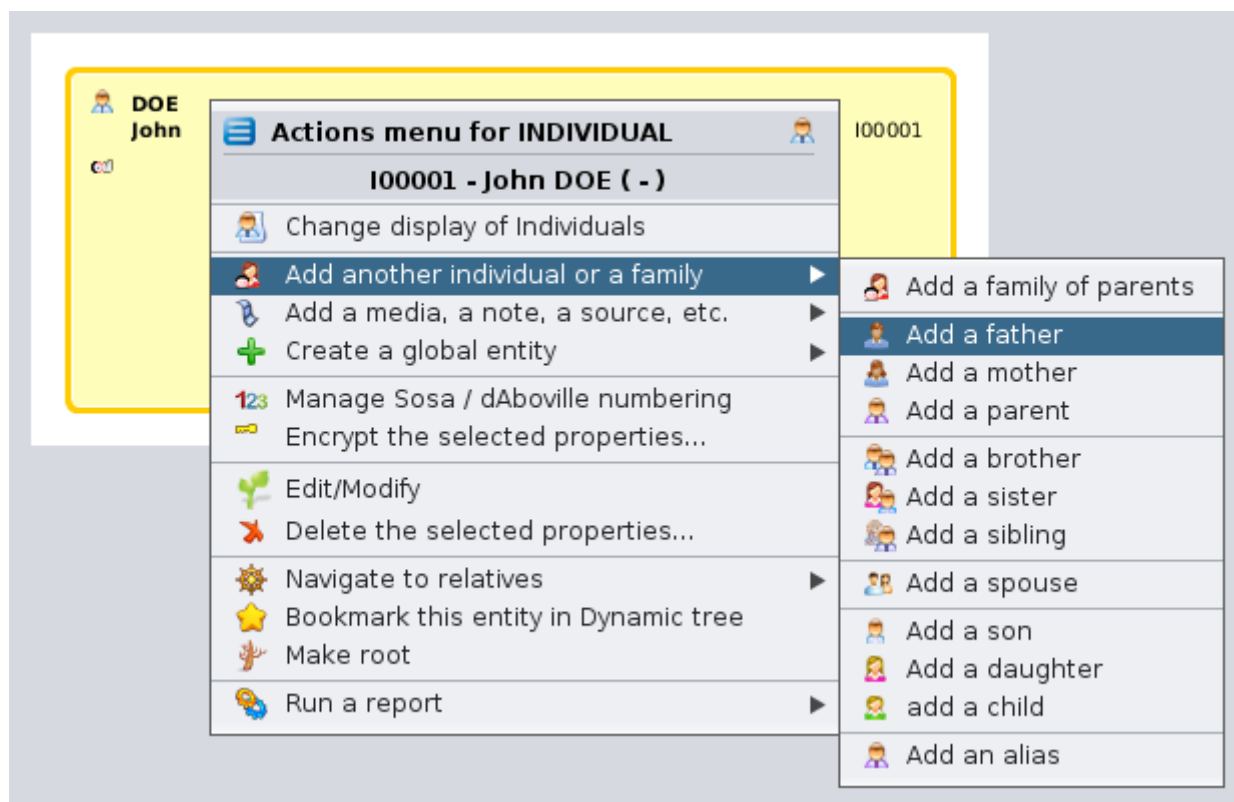 DOE
John
I00001
Actions menu for INDIVIDUAL
I00001 - John DOE ( - )
Change display of Individuals
Add another individual or a family
Add a media, a note, a source, etc.
Create a global entity
123 Manage Sosa / dAboville numbering
Encrypt the selected properties...
Edit/Modify
Delete the selected properties...
Navigate to relatives
Bookmark this entity in Dynamic tree
Make root
Run a report
Add a family of parents
Add a father
Add a mother
Add a parent
Add a brother
Add a sister
Add a sibling
Add a spouse
Add a son
Add a daughter
add a child
Add an alias